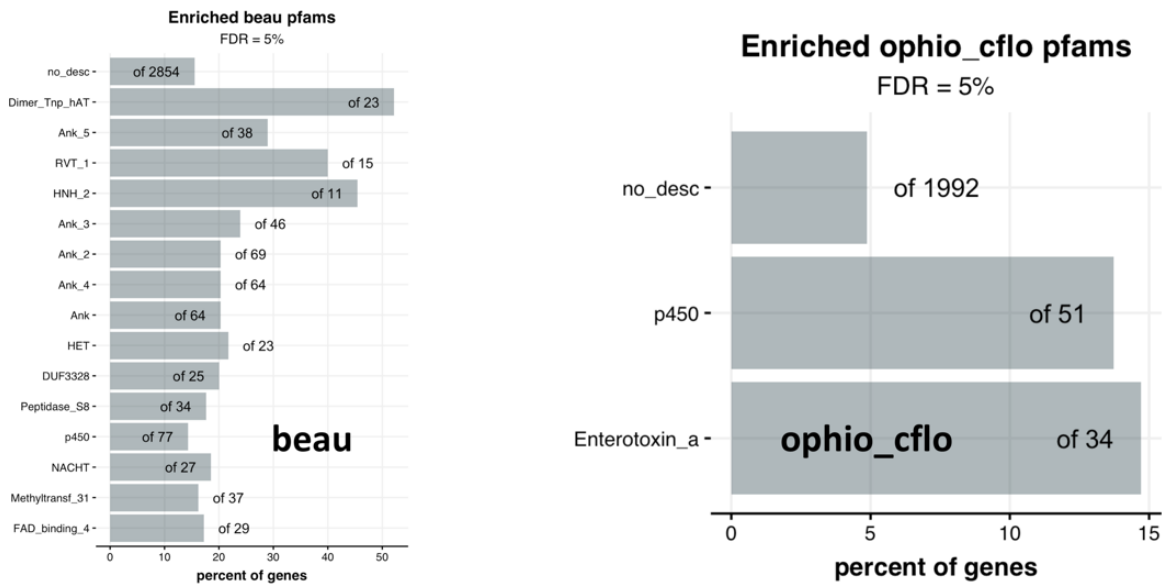 Enriched beau pfams
FDR = 5%
no_desc of 2854
Dimer_Tnp_hAT of 23
Ank_5 of 38
RVT_1 of 15
HNH_2 of 11
Ank_3 of 46
Ank_2 of 69
Ank_4 of 64
Ank of 64
HET of 23
DUF3328 of 25
Peptidase_S8 of 34
p450 of 77 beau
NACHT of 27
Methyltransf_31 of 37
FAD_binding_4 of 29
0 10 20 30 40 50
percent of genes
Enriched ophio_cflo pfams
FDR = 5%
no_desc of 1992
p450 of 51
Enterotoxin_a ophio_cflo of 34
0 5 10 15
percent of genes